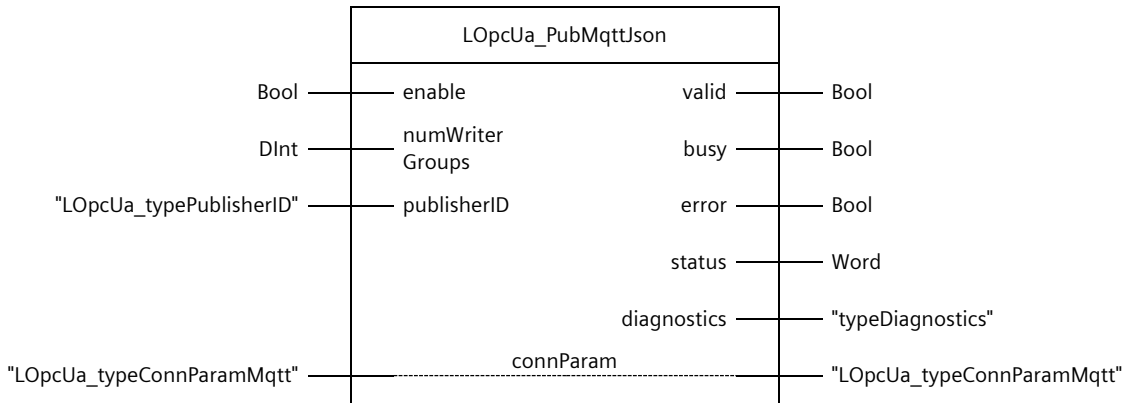 LOpcUa_PubMqttJson
Bool enable valid Bool
DInt numWriter
Groups busy Bool
"LOpcUa_typePublisherID" publisherID error Bool
status Word
diagnostics "typeDiagnostics"
"LOpcUa_typeConnParamMqtt" connParam "LOpcUa_typeConnParamMqtt"